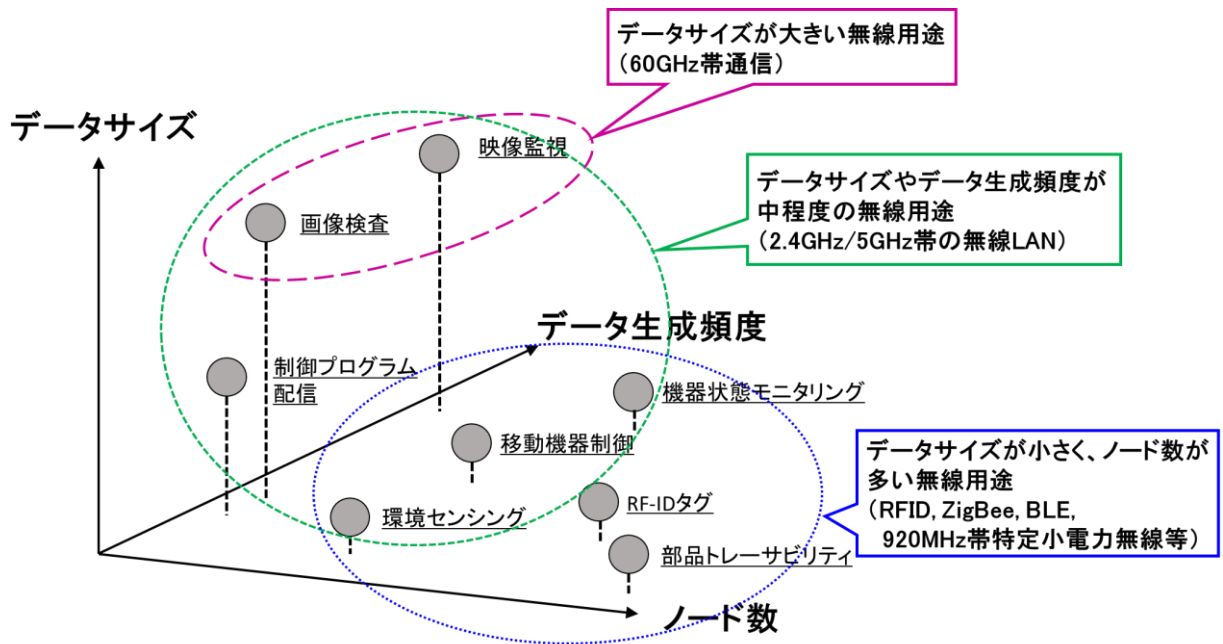 データサイズが大きい無線用途
（60GHz帯通信）
データサイズ
映像監視
データサイズやデータ生成頻度が
中程度の無線用途
（2.4GHz/5GHz帯の無線LAN）
画像検査
データ生成頻度
制御プログラム
配信
機器状態モニタリング
移動機器制御
データサイズが小さく、ノード数が
多い無線用途
（RFID, ZigBee, BLE,
920MHz帯特定小電力無線等）
環境センシング
RF-IDタグ
部品トレーサビリティ
ノード数